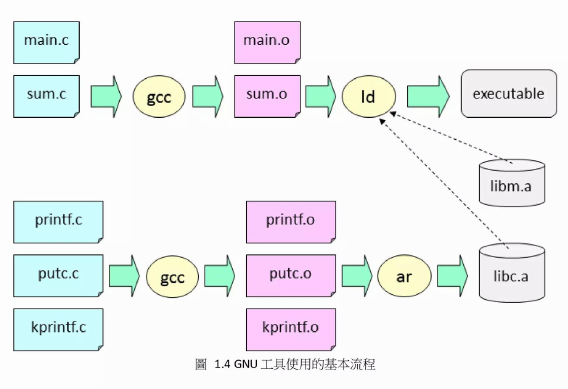 main.c
main.o
sum.c
gcc
sum.o
ld
executable
libm.a
printf.c
printf.o
putc.c
gcc
putc.o
ar
libc.a
kprintf.c
kprintf.o
圖 1.4 GNU 工具使用的基本流程